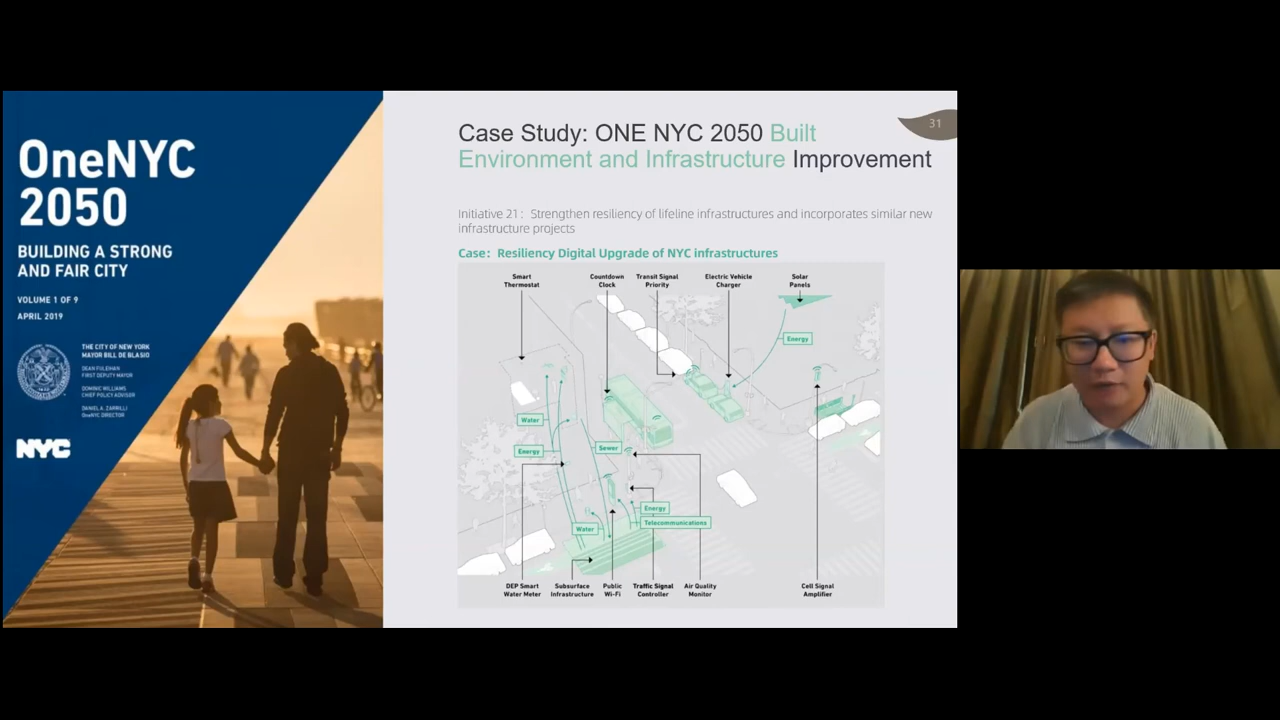 OneNYC
2050
BUILDING A STRONG
AND FAIR CITY
VOLUME 1 OF 9
APRIL 2019
THE CITY OF NEW YORK
MAYOR BILL DE BLASIO
DEAN FULEIHAN
FIRST DEPUTY MAYOR
DOMINIC WILLIAMS
CHIEF POLICY ADVISOR
DANIEL A. ZARRILLI
OneNYC DIRECTOR
NYC
31
Case Study: ONE NYC 2050 Built
Environment and Infrastructure Improvement
Initiative 21: Strengthen resiliency of lifeline infrastructures and incorporates similar new
infrastructure projects
Case: Resiliency Digital Upgrade of NYC infrastructures
Smart
Thermostat
Countdown
Clock
Transit Signal
Priority
Electric Vehicle
Charger
Solar
Panels
Energy
Water
Energy
Sewer
Energy
Telecommunications
Water
DEP Smart
Water Meter
Subsurface
Infrastructure
Public
Wi-Fi
Traffic Signal
Controller
Air Quality
Monitor
Cell Signal
Amplifier